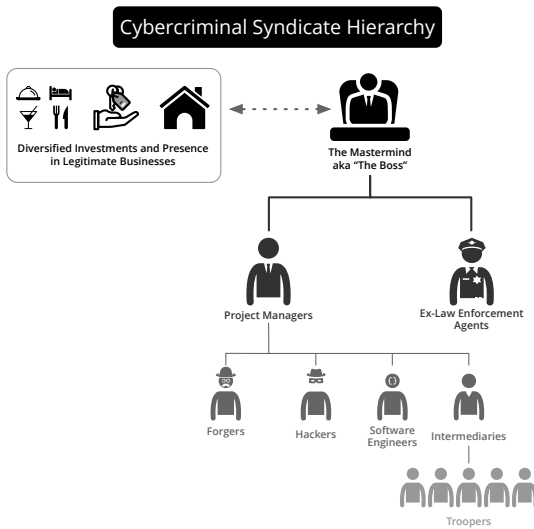 Cybercriminal Syndicate Hierarchy
Diversified Investments and Presence
in Legitimate Businesses
The Mastermind
aka “The Boss”
Project Managers
Ex-Law Enforcement
Agents
Forgers
Hackers
Software
Engineers
Intermediaries
Troopers